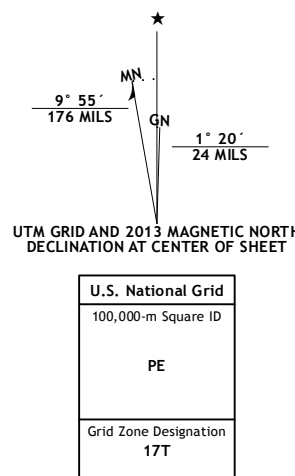 ★
MN
GN
9° 55´
176 MILS
1° 20´
24 MILS
UTM GRID AND 2013 MAGNETIC NORTH
DECLINATION AT CENTER OF SHEET
U.S. National Grid
100,000-m Square ID
PE
Grid Zone Designation
17T